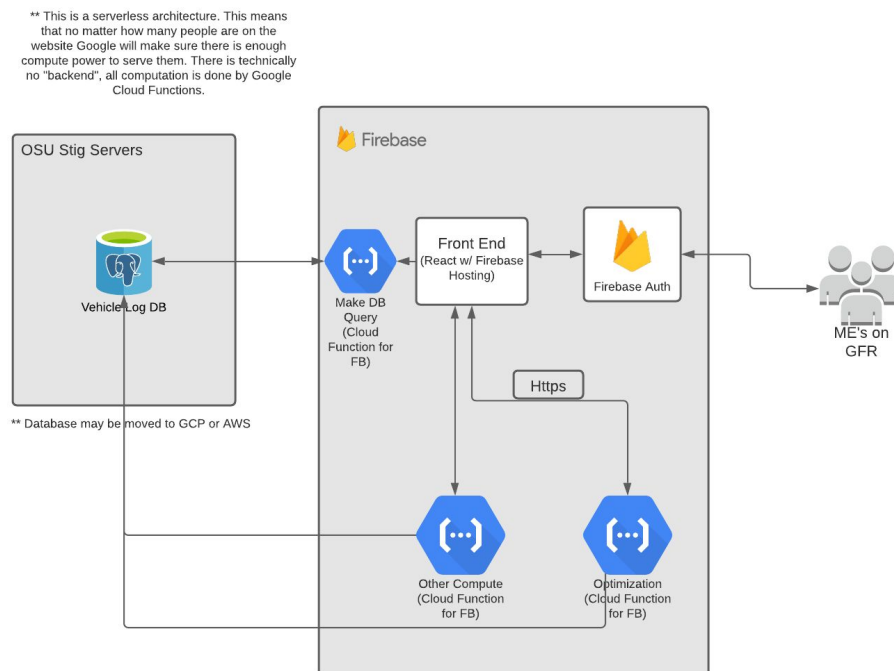 ** This is a serverless architecture. This means
that no matter how many people are on the
website Google will make sure there is enough
compute power to serve them. There is technically
no "backend", all computation is done by Google
Cloud Functions.
OSU Stig Servers
Vehicle Log DB
** Database may be moved to GCP or AWS
Firebase
Make DB
Query
(Cloud
Function for
FB)
Front End
(React w/ Firebase
Hosting)
Firebase Auth
ME's on
GFR
Https
Other Compute
(Cloud Function
for FB)
Optimization
(Cloud Function
for FB)